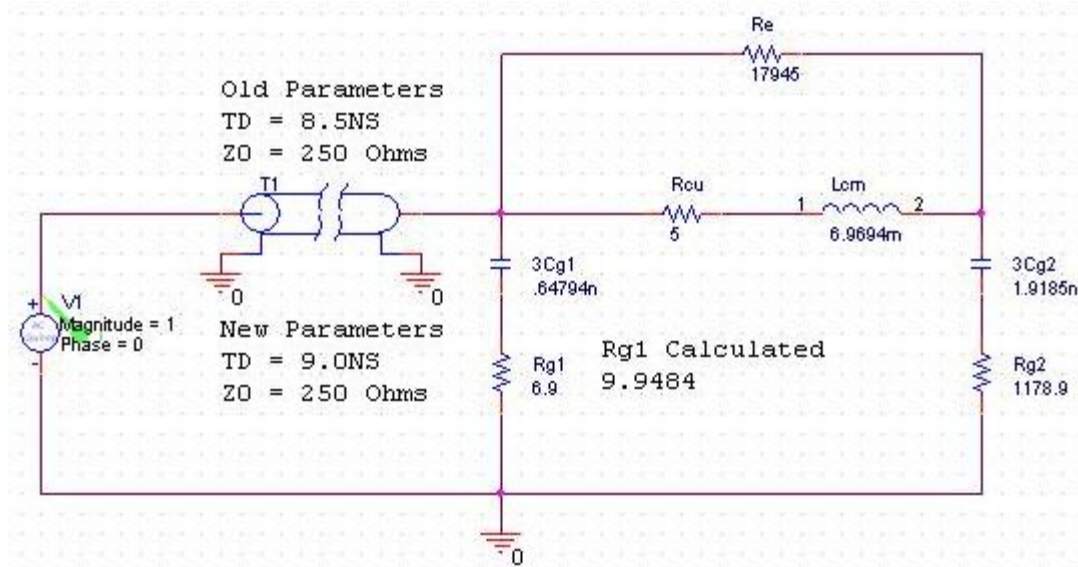 Re
17945
Old Parameters
TD = 8.5NS
Z0 = 250 Ohms
T1
Rcu
5
Lcm
1 2
6.9694m
0
0
3Cg1
.64794n
3Cg2
1.9185n
+
V1
Magnitude = 1
Phase = 0
-
New Parameters
TD = 9.0NS
Z0 = 250 Ohms
Rg1 Calculated
9.9484
Rg1
6.9
Rg2
1178.9
0